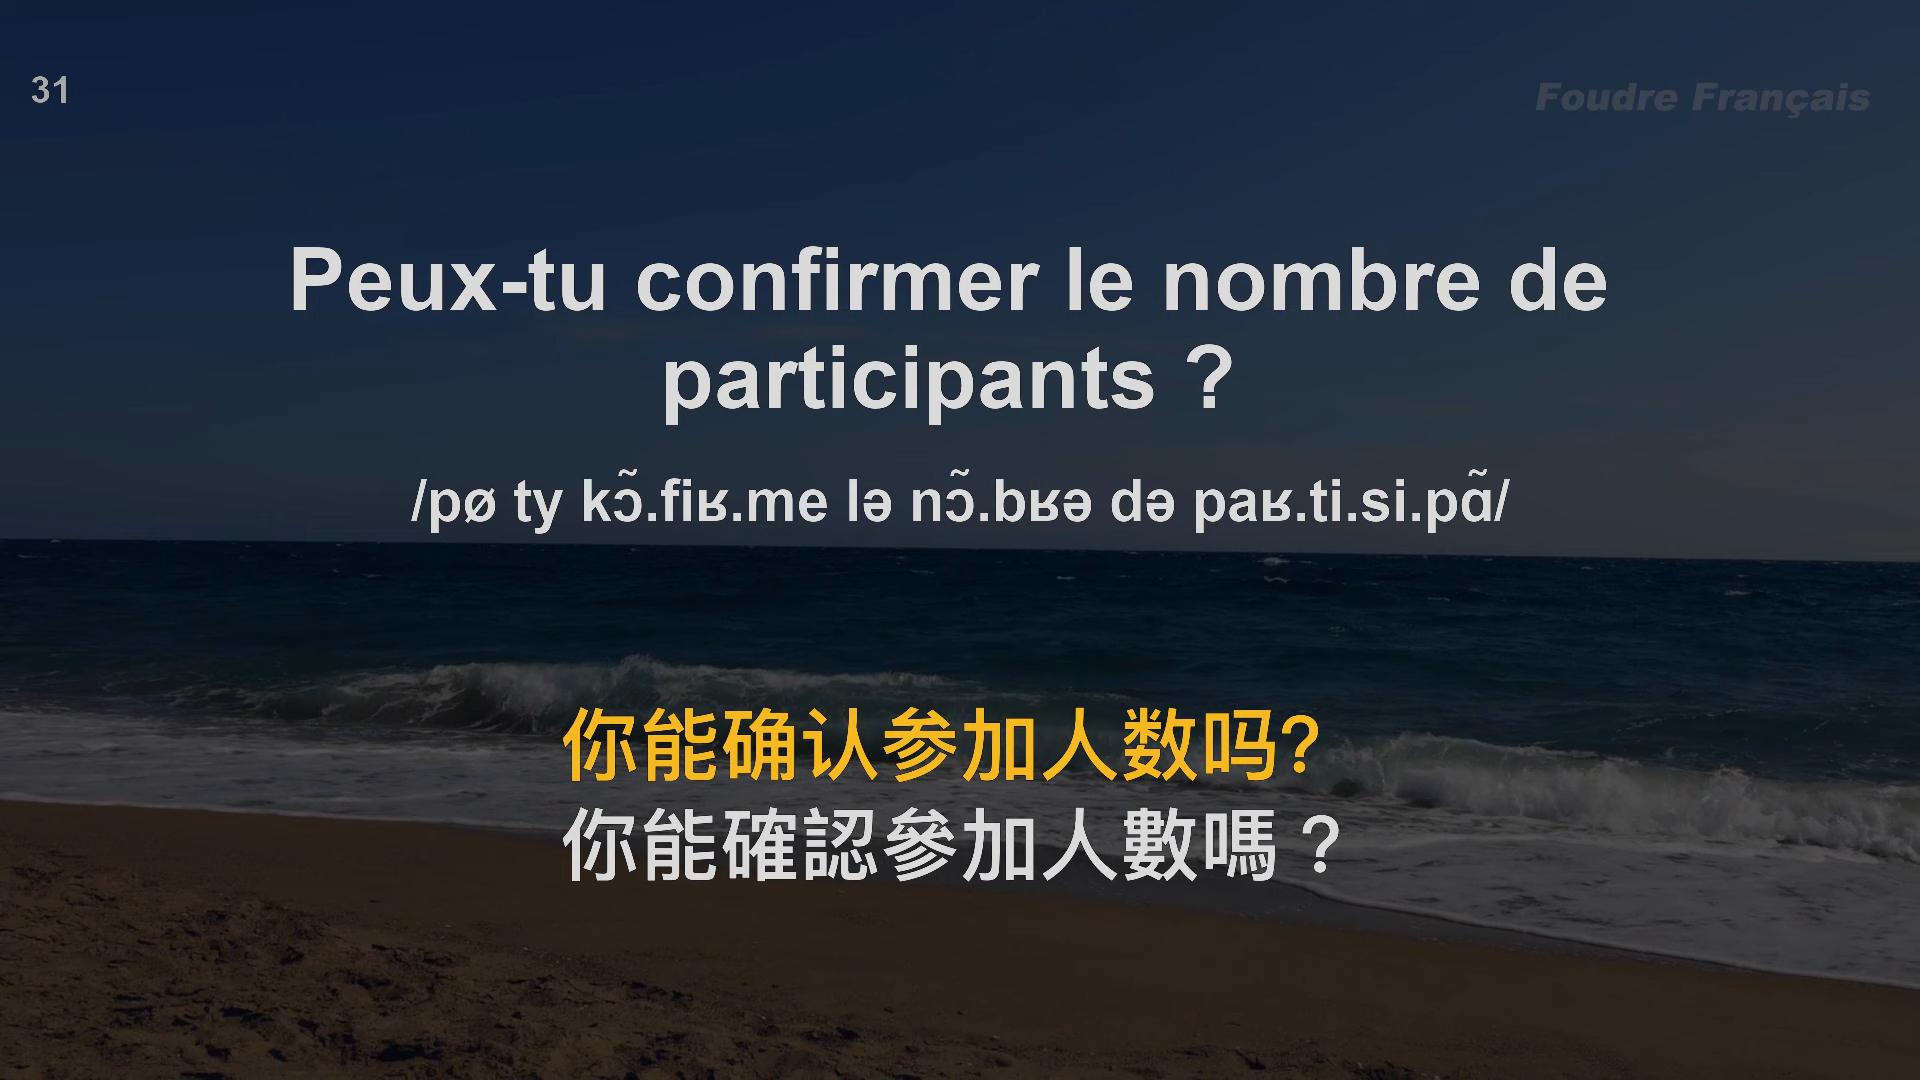 31
Foudre Français
Peux-tu confirmer le nombre de
participants ?
/pø ty kɔ̃.fiʁ.me lə nɔ̃.bʁə də paʁ.ti.si.pɑ̃/
你能确认参加人数吗?
你能確認參加人數嗎？